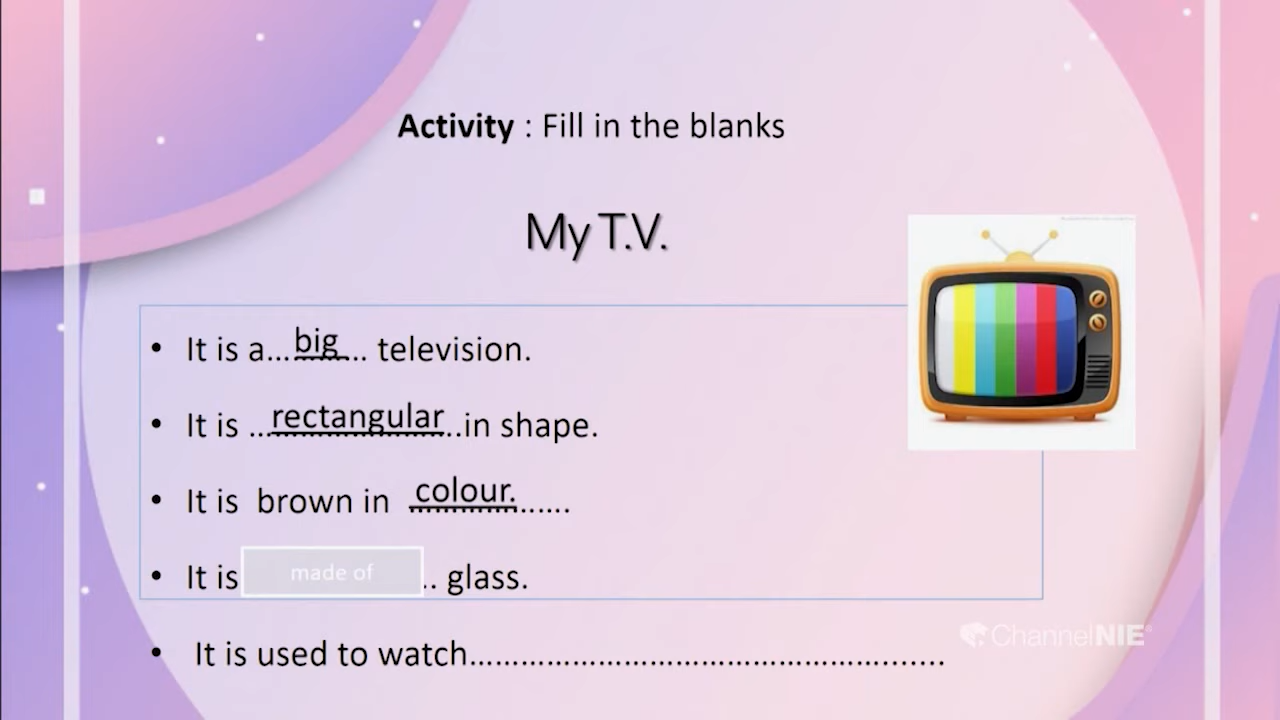 Activity : Fill in the blanks
My T.V.
• It is a...big.... television.
• It is ...rectangular..in shape.
• It is brown in colour.......
• It is made of .. glass.
• It is used to watch.......................................................
ChannelNIE